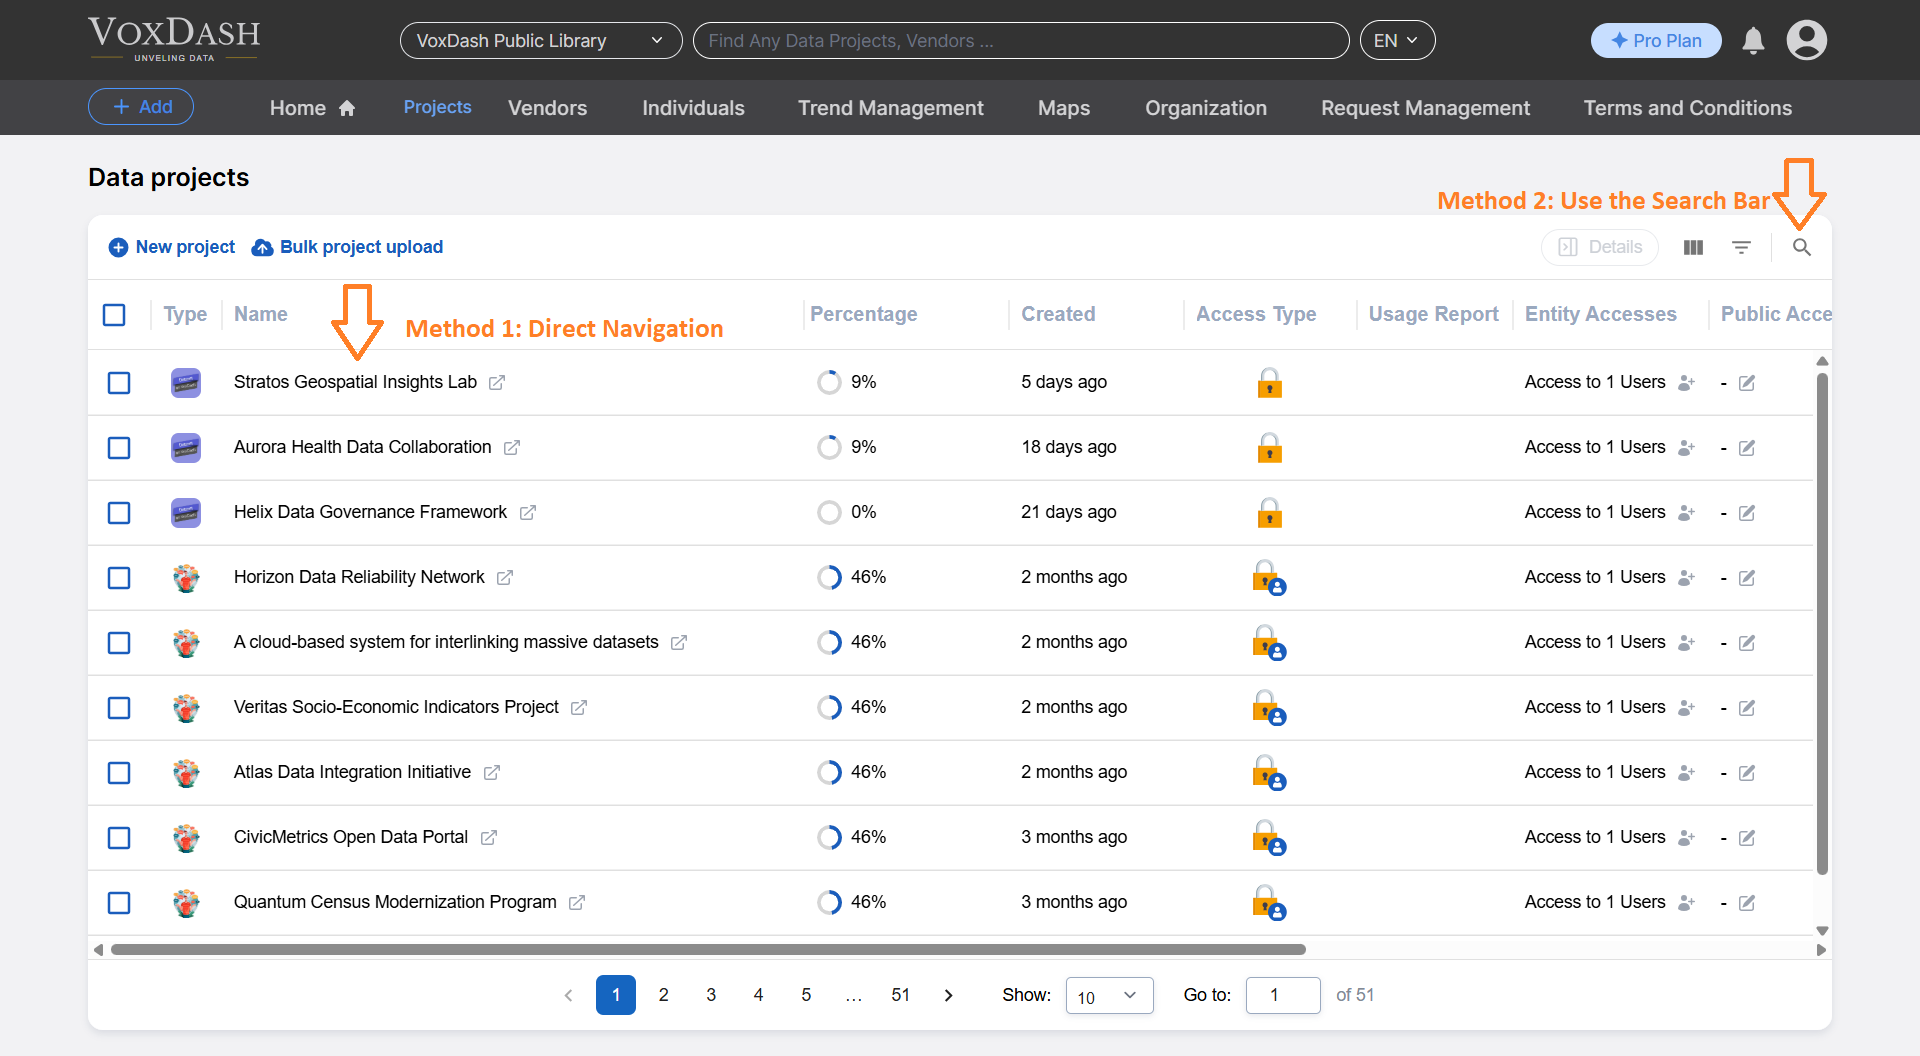 VOXDASH
UNVELING DATA
VoxDash Public Library
Find Any Data Projects, Vendors ...
EN
Pro Plan
Add
Home
Projects
Vendors
Individuals
Trend Management
Maps
Organization
Request Management
Terms and Conditions
Data projects
Method 2: Use the Search Bar
New project
Bulk project upload
Details
Type
Name
Percentage
Created
Access Type
Usage Report
Entity Accesses
Public Acce
Method 1: Direct Navigation
Stratos Geospatial Insights Lab 9% 5 days ago Access to 1 Users -
Aurora Health Data Collaboration 9% 18 days ago Access to 1 Users -
Helix Data Governance Framework 0% 21 days ago Access to 1 Users -
Horizon Data Reliability Network 46% 2 months ago Access to 1 Users -
A cloud-based system for interlinking massive datasets 46% 2 months ago Access to 1 Users -
Veritas Socio-Economic Indicators Project 46% 2 months ago Access to 1 Users -
Atlas Data Integration Initiative 46% 2 months ago Access to 1 Users -
CivicMetrics Open Data Portal 46% 3 months ago Access to 1 Users -
Quantum Census Modernization Program 46% 3 months ago Access to 1 Users -
1 2 3 4 5 ... 51 Show: 10 Go to: 1 of 51